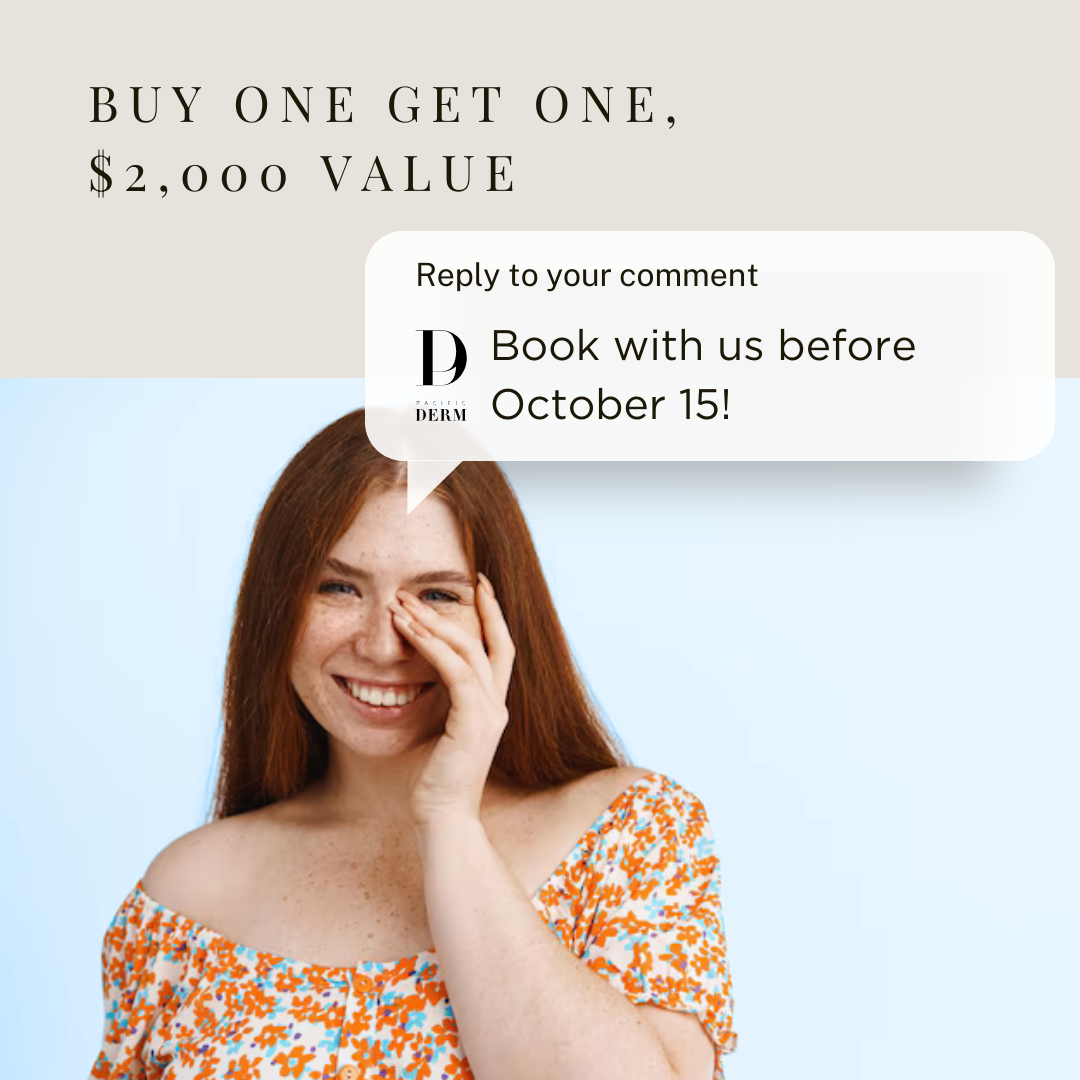 BUY ONE GET ONE,
$2,000 VALUE
Reply to your comment
Book with us before
October 15!
D
PACIFIC
DERM